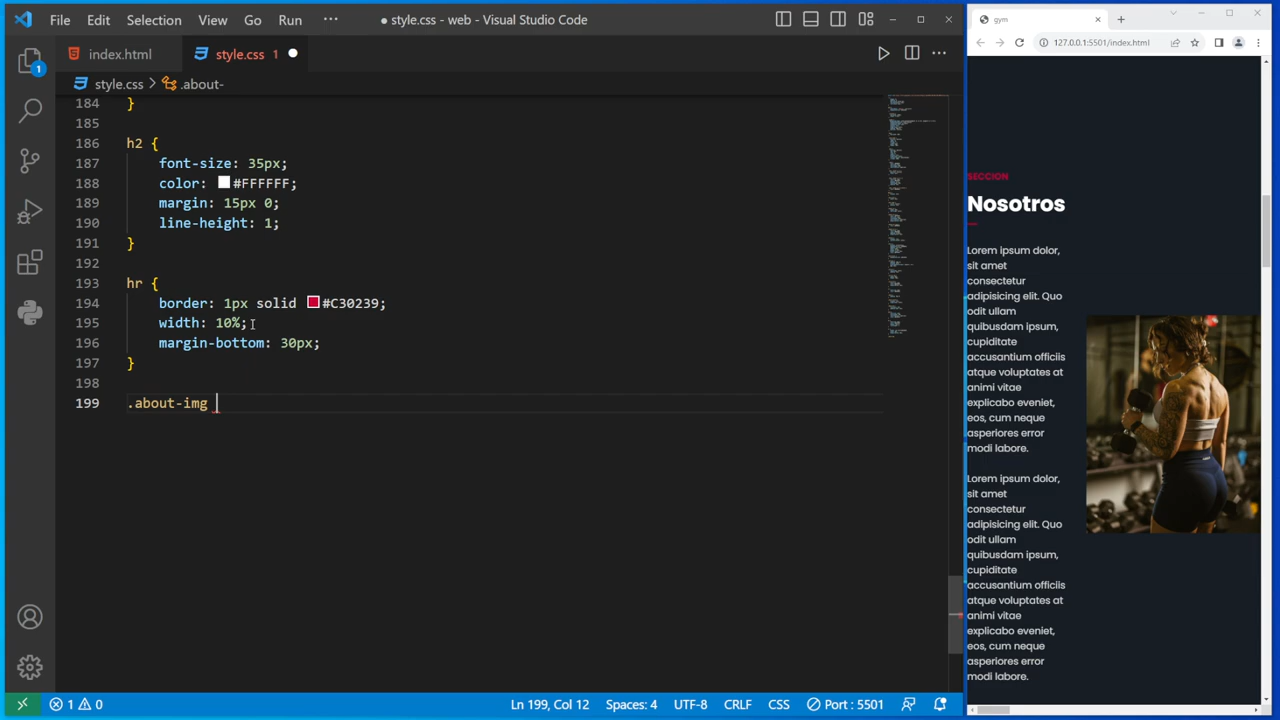 File Edit Selection View Go Run ··· ● style.css - web - Visual Studio Code
index.html style.css 1 ●
style.css > .about-
184 }
185
186 h2 {
187 font-size: 35px;
188 color: #FFFFFF;
189 margin: 15px 0;
190 line-height: 1;
191 }
192
193 hr {
194 border: 1px solid #C30239;
195 width: 10%;
196 margin-bottom: 30px;
197 }
198
199 .about-img
1
1 0 Ln 199, Col 12 Spaces: 4 UTF-8 CRLF CSS Port : 5501
gym
127.0.0.1:5501/index.html
SECCION
Nosotros
Lorem ipsum dolor,
sit amet
consectetur
adipisicing elit. Quo
odit ullam
quibusdam ipsum,
cupiditate
accusantium officiis
atque voluptates at
animi vitae
explicabo eveniet,
eos, cum neque
asperiores error
modi labore.
Lorem ipsum dolor,
sit amet
consectetur
adipisicing elit. Quo
odit ullam
quibusdam ipsum,
cupiditate
accusantium officiis
atque voluptates at
animi vitae
explicabo eveniet,
eos, cum neque
asperiores error
modi labore.